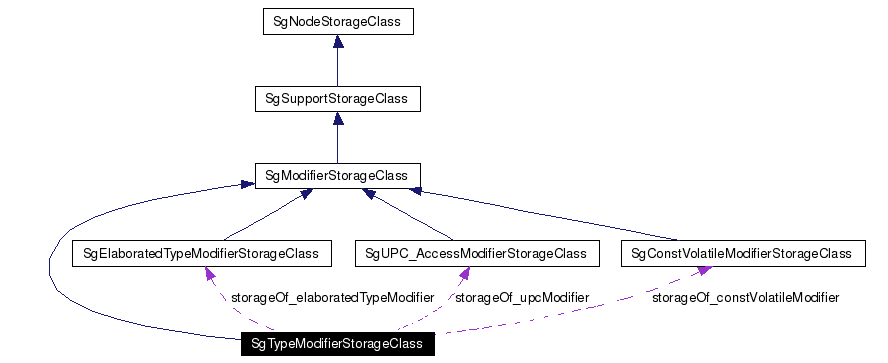 SgNodeStorageClass
SgSupportStorageClass
SgModifierStorageClass
SgElaboratedTypeModifierStorageClass
SgUPC_AccessModifierStorageClass
SgConstVolatileModifierStorageClass
storageOf_elaboratedTypeModifier
storageOf_upcModifier
storageOf_constVolatileModifier
SgTypeModifierStorageClass